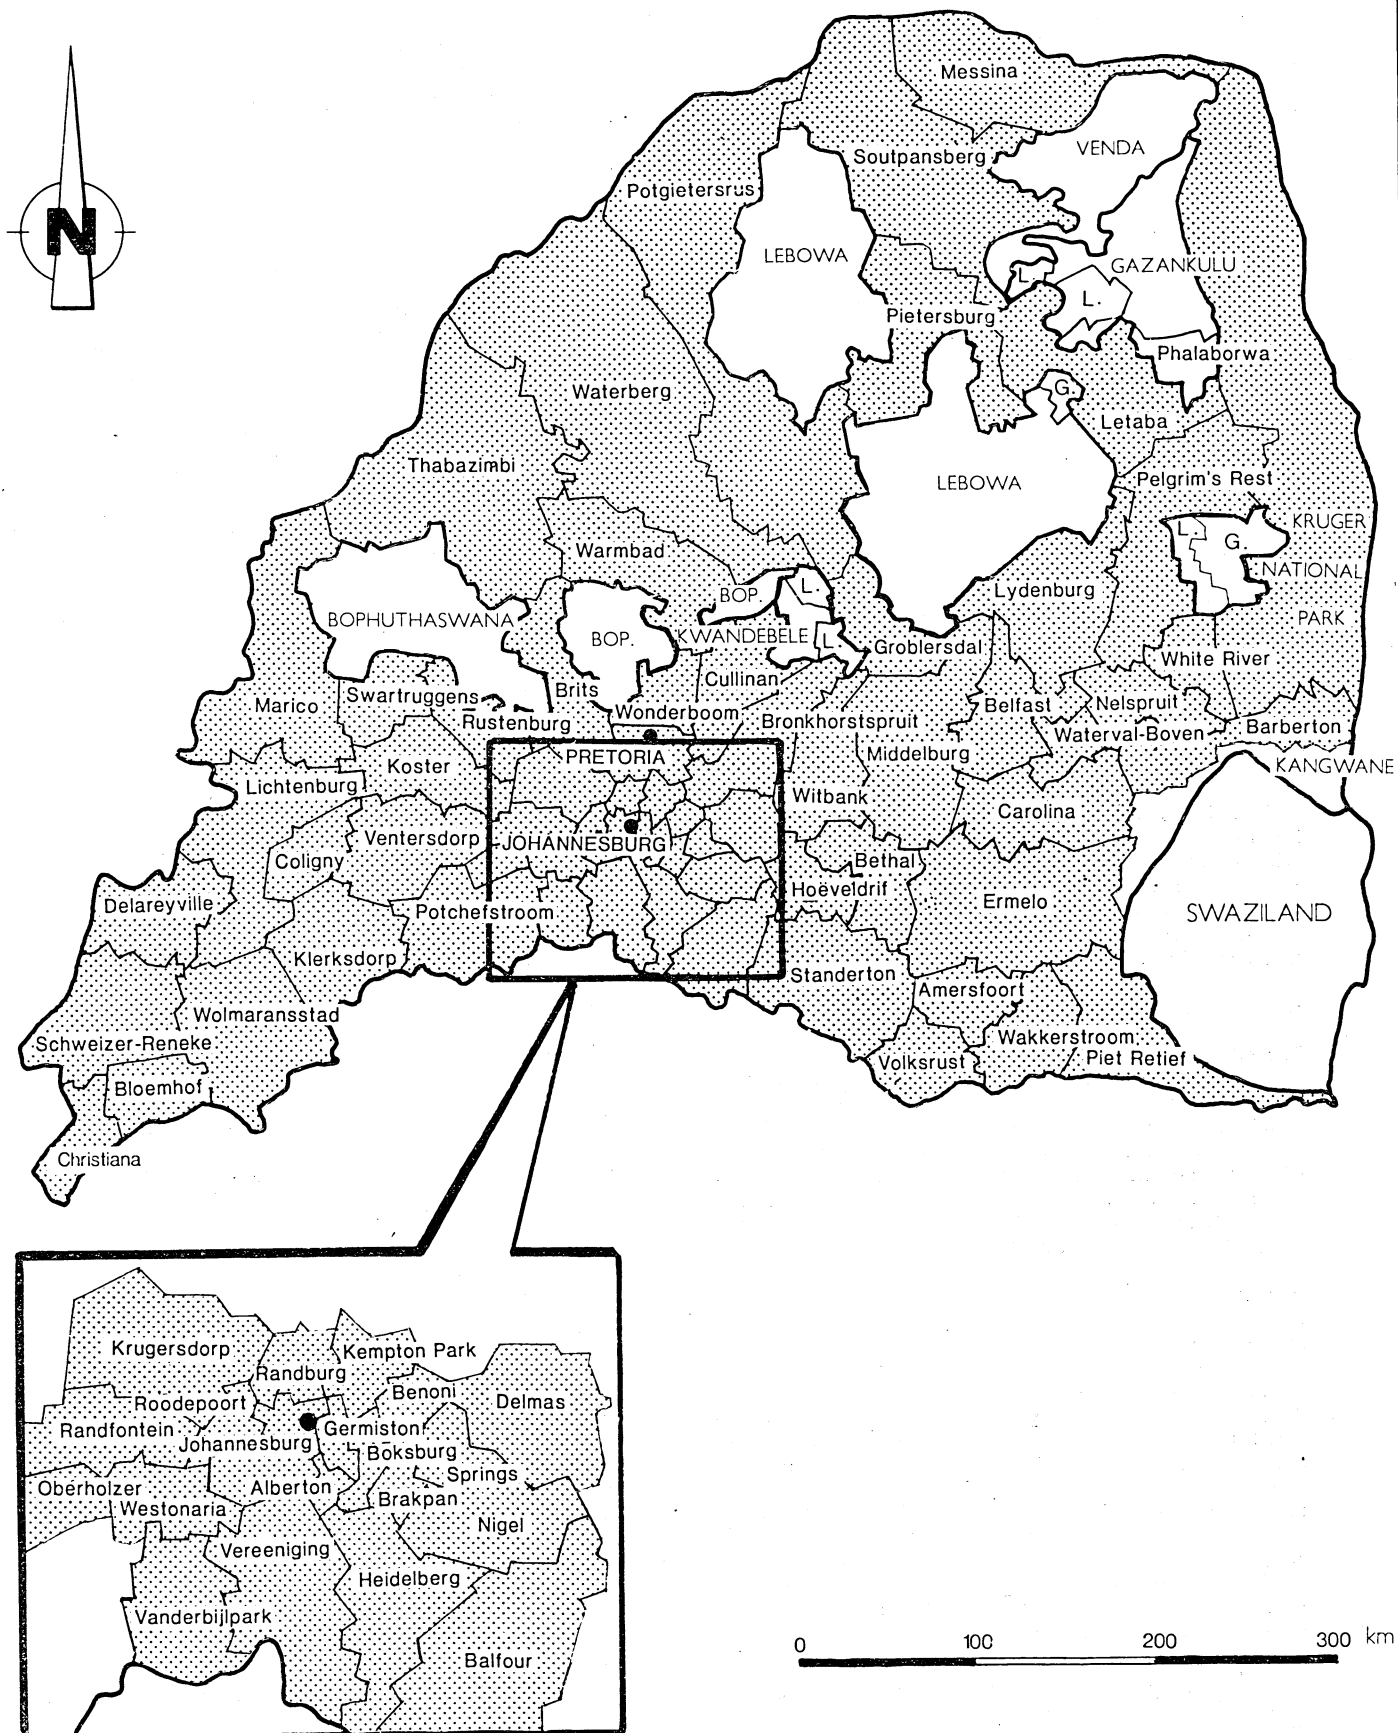 Messina
VENDA
Soutpansberg
Potgietersrus
N
LEBOWA
GAZANKULU
L.
L.
Pietersburg
Phalaborwa
Waterberg
G.
Letaba
Thabazimbi
LEBOWA
Pelgrim's Rest
KRUGER
L.
G.
Warmbad
NATIONAL
BOP.
L.
Lydenburg
BOPHUTHASWANA
PARK
BOP.
KWANDEBELE
L.
Groblersdal
White River
Cullinan
Swartruggens
Brits
Marico
Belfast
Nelspruit
Rustenburg
Wonderboom
Bronkhorstspruit
Barberton
Waterval-Boven
Middelburg
PRETORIA
Koster
KANGWANE
Lichtenburg
Witbank
Carolina
Ventersdorp
JOHANNESBURG
Coligny
Bethal
Hoëveldrif
Ermelo
Delareyville
Potchefstroom
SWAZILAND
Klerksdorp
Standerton
Amersfoort
Wolmaransstad
Wakkerstroom
Schweizer-Reneke
Volksrust
Piet Retief
Bloemhof
Christiana
Krugersdorp
Kempton Park
Randburg
Benoni
Roodepoort
Delmas
Randfontein
Germiston
Johannesburg
Boksburg
Springs
Oberholzer
Alberton
Westonaria
Brakpan
Nigel
Vereeniging
Heidelberg
Vanderbijlpark
Balfour
0 100 200 300 km